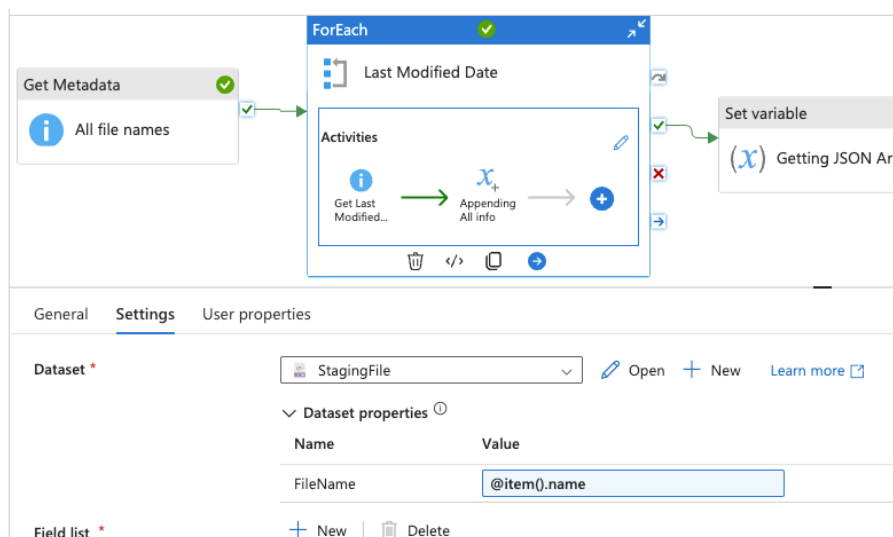 ForEach
Get Metadata
Last Modified Date
All file names
Set variable
Activities
(x) Getting JSON Ar
Get Last
Modified...
Appending
All info
General Settings User properties
Dataset * StagingFile Open New Learn more
Dataset properties
Name Value
FileName @item().name
Field list * New Delete